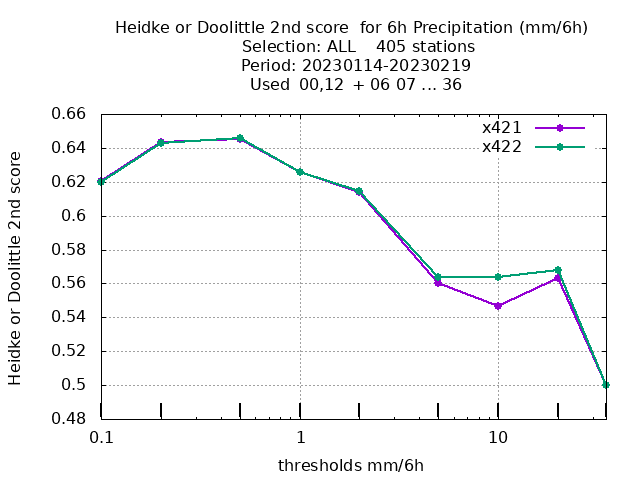 Heidke or Doolittle 2nd score  for 6h Precipitation (mm/6h)
Selection: ALL    405 stations
Period: 20230114-20230219
Used  00,12  + 06 07 ... 36
x421
x422
0.66
0.64
0.62
0.6
0.58
0.56
0.54
0.52
0.5
0.48
Heidke or Doolittle 2nd score
0.1 1 10
thresholds mm/6h